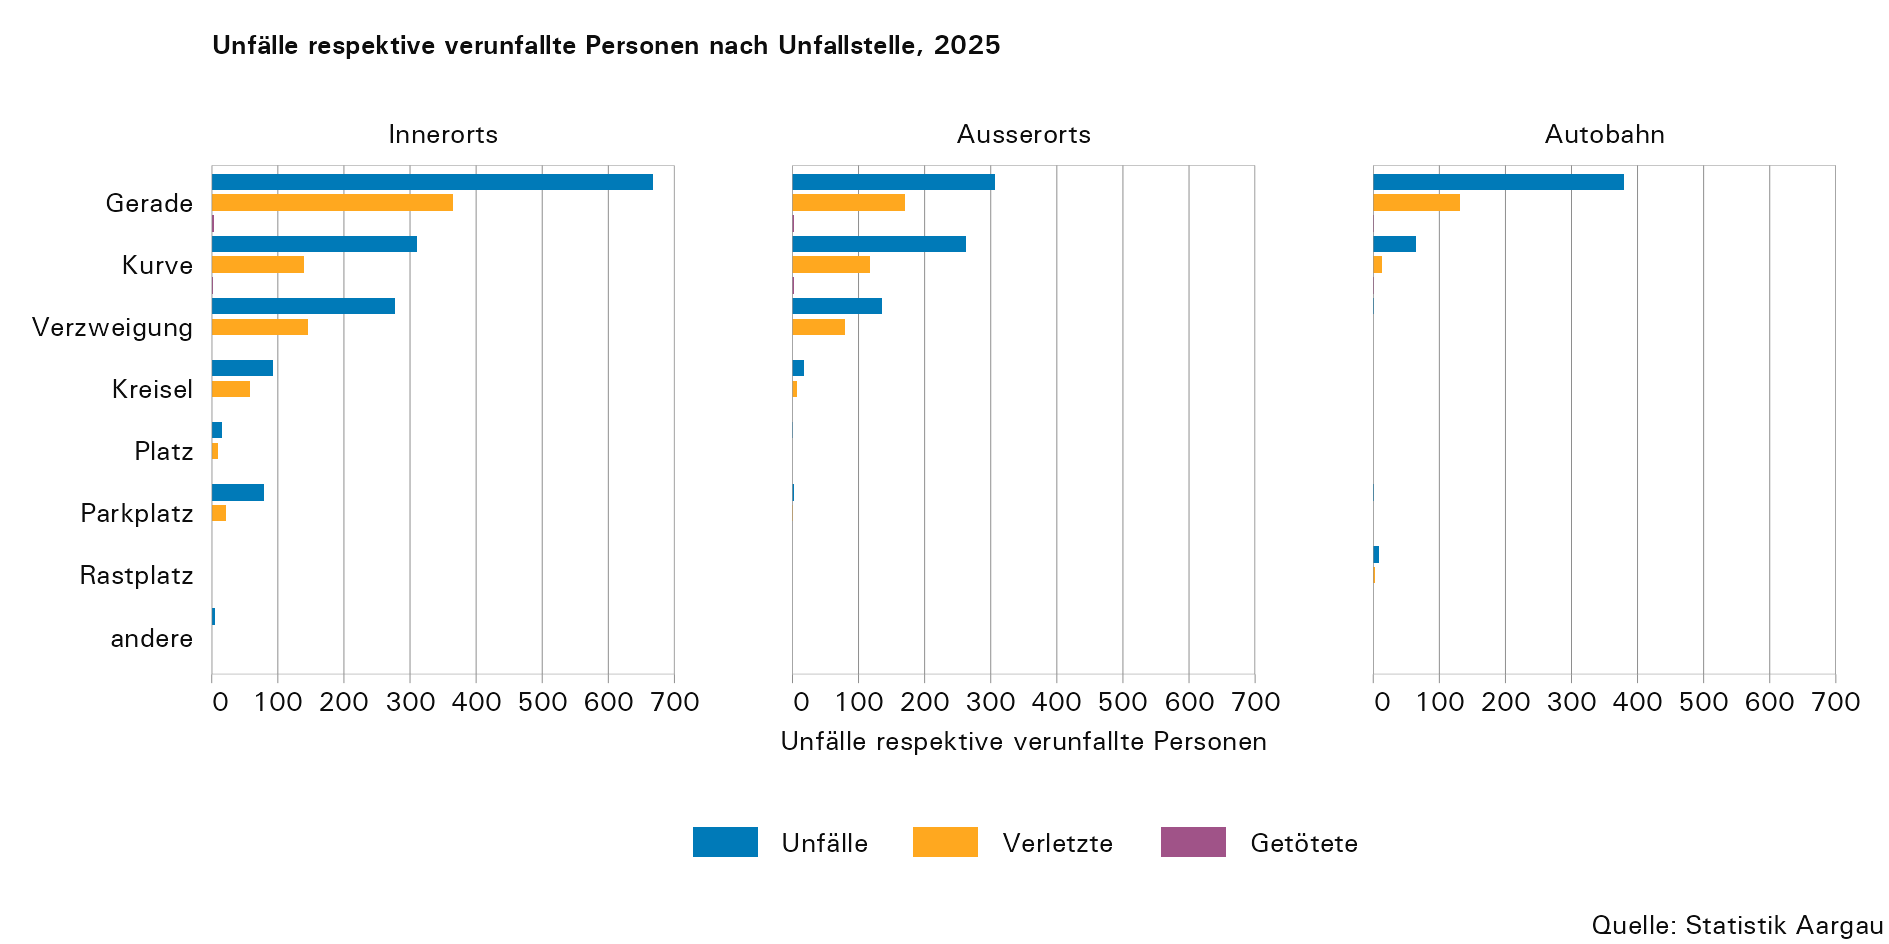 Unfälle respektive verunfallte Personen nach Unfallstelle, 2025
Innerorts
Ausserorts
Autobahn
Gerade
Kurve
Verzweigung
Kreisel
Platz
Parkplatz
Rastplatz
andere
0 100 200 300 400 500 600 700
0 100 200 300 400 500 600 700
0 100 200 300 400 500 600 700
Unfälle respektive verunfallte Personen
Unfälle
Verletzte
Getötete
Quelle: Statistik Aargau